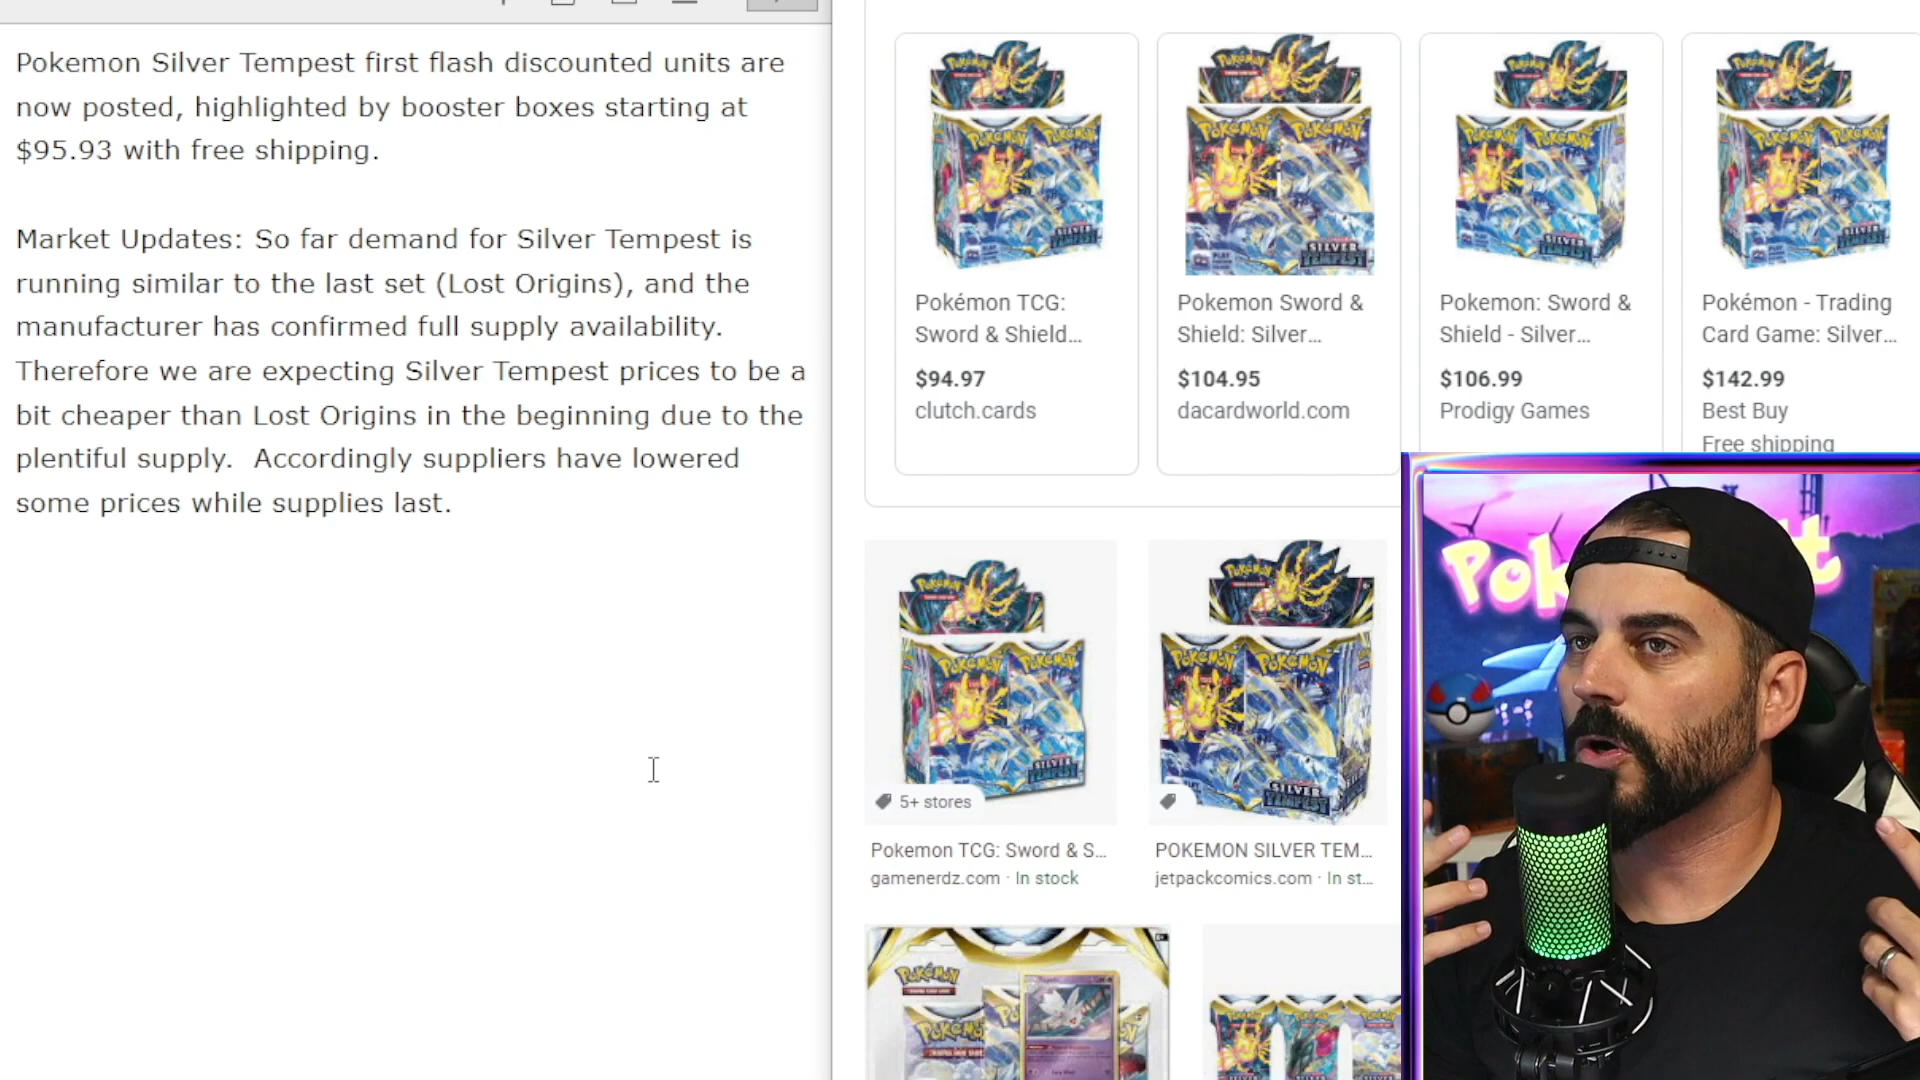 Pokemon Silver Tempest first flash discounted units are
now posted, highlighted by booster boxes starting at
$95.93 with free shipping.
Market Updates: So far demand for Silver Tempest is
running similar to the last set (Lost Origins), and the
manufacturer has confirmed full supply availability.
Therefore we are expecting Silver Tempest prices to be a
bit cheaper than Lost Origins in the beginning due to the
plentiful supply.  Accordingly suppliers have lowered
some prices while supplies last.
Pokémon TCG:
Sword & Shield...
$94.97
clutch.cards
Pokemon Sword &
Shield: Silver...
$104.95
dacardworld.com
Pokemon: Sword &
Shield - Silver...
$106.99
Prodigy Games
Pokémon - Trading
Card Game: Silver...
$142.99
Best Buy
Free shipping
5+ stores
Pokemon TCG: Sword & S...
gamenerdz.com · In stock
POKEMON SILVER TEM...
jetpackcomics.com · In st...
POKÉMON
SILVER
TEMPEST